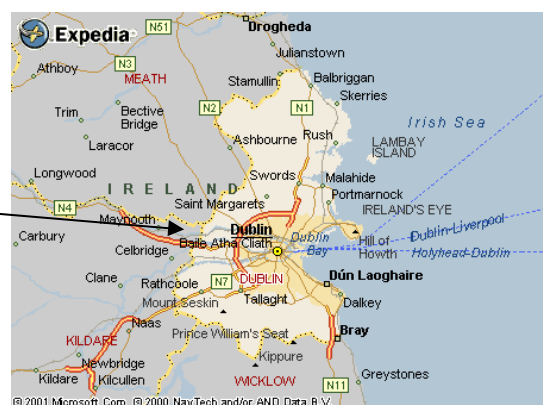 Expedia
N51
Drogheda
Julianstown
Athboy
N3
MEATH
Stamullin
Balbriggan
Skerries
Trim
Bective
Bridge
N2
N1
Irish Sea
Laracor
Ashbourne
Rush
LAMBAY
ISLAND
Longwood
Swords
Malahide
IRELAND
Portmarnock
N4
Saint Margarets
IRELAND'S EYE
Maynooth
Dublin
Dublin
Bay
Dublin-Liverpool
Carbury
Baile Atha Cliath
Hill of
Howth
Holyhead-Dublin
Celbridge
Clane
Rathcoole
N7
DUBLIN
Dún Laoghaire
Mount Seskin
Tallaght
Dalkey
Naas
Prince William's Seat
Bray
KILDARE
Kippure
Newbridge
Kildare
Kilcullen
WICKLOW
N11
Greystones
© 2001 Microsoft Corp. © 2000 NavTech and/or AND Data B.V.